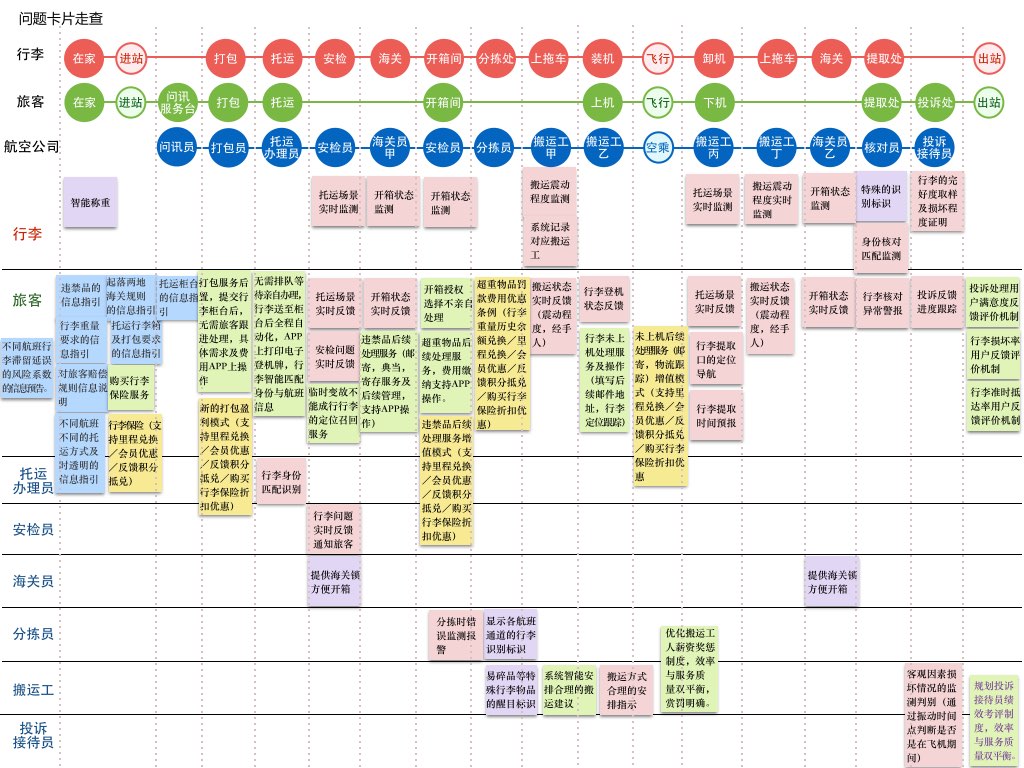 问题卡片走查
行李
在家
进站
打包
托运
安检
海关
开箱间
分拣处
上拖车
装机
飞行
卸机
上拖车
海关
提取处
出站
旅客
在家
进站
问讯
服务台
打包
托运
开箱间
上机
飞行
下机
提取处
投诉处
出站
航空公司
问讯员
打包员
托运
办理员
安检员
海关员
甲
安检员
分拣员
搬运工
甲
搬运工
乙
空乘
搬运工
丙
搬运工
丁
海关员
乙
核对员
投诉
接待员
行李
智能称重
托运场景
实时监测
开箱状态
监测
开箱状态
监测
搬运震动
程度监测
系统记录
对应搬运
工
托运场景
实时监测
搬运震动
程度实时
监测
开箱状态
监测
特殊的识
别标识
身份核对
匹配监测
行李的完
好度取样
及损坏程
度证明
旅客
不同航班行
李滞留延误
的风险系数
的信息预告。
违禁品的
信息指引
行李重量
要求的信
息指引
对旅客赔偿
规则信息说
明
不同航班
不同的托
运方式及
时透明的
信息指引
起落两地
海关规则
的信息指引
托运行李箱
及打包要求
的信息指引
购买行李
保险服务
行李保险（支
持里程兑换
／会员优惠
／反馈积分
抵兑）
托运柜台
的信息指
引
打包服务后
置，提交行
李柜台后，
无需旅客跟
进处理，具
体需求及费
用APP上操
作
新的打包盈
利模式（支
持里程兑换
／会员优惠
／反馈积分
抵兑／购买
行李保险折
扣优惠）
无需排队等
待亲自办理，
行李送至柜
台后全程自
动化，APP
上打印电子
登机牌，行
李智能匹配
身份与航班
信息
托运场景
实时反馈
安检问题
实时反馈
临时变故不
能成行行李
的定位召回
服务
开箱状态
实时反馈
违禁品后续
处理服务（邮
寄，典当，
寄存服务及
后续管理，
支持APP操
作）
开箱授权
选择不亲自
处理
超重物品后
续处理服
务，费用缴
纳支持APP
操作。
违禁品后续
处理服务增
值模式（支
持里程兑换
／会员优惠
／反馈积分
抵兑／购买
行李保险折
扣优惠）
超重物品罚
款费用优惠
条例（行李
重量历史余
额兑换／里
程兑换／会
员优惠／反
馈积分抵兑
／购买行李
保险折扣优
惠）
搬运状态
实时反馈
（震动程
度，经手
人）
行李登机
状态反馈
行李未上
机处理服
务及操作
（填写后
续邮件地
址，行李
定位跟踪）
未上机后续
处理服务（邮
寄，物流跟
踪）增值模
式（支持里
程兑换／会
员优惠／反
馈积分抵兑／
购买行李保
险折扣优
惠
托运场景
实时反馈
行李提取
口的定位
导航
行李提取
时间预报
搬运状态
实时反馈
（震动程
度，经手
人）
开箱状态
实时反馈
行李核对
异常警报
投诉反馈
进度跟踪
投诉处理用
户满意度反
馈评价机制
行李损坏率
用户反馈评
价机制
行李准时抵
达率用户反
馈评价机制
托运
办理员
行李身份
匹配识别
安检员
行李问题
实时反馈
通知旅客
海关员
提供海关锁
方便开箱
提供海关锁
方便开箱
分拣员
分拣时错
误监测报
警
显示各航班
通道的行李
识别标识
优化搬运工
人薪资奖惩
制度，效率
与服务质
量双平衡，
赏罚明确。
搬运工
易碎品等特
殊行李物品
的醒目标识
系统智能安
排合理的搬
运建议
搬运方式
合理的安
排指示
客观因素损
坏情况的监
测判别（通
过振动时间
点判断是否
是在飞机期
间）
规划投诉
接待员绩
效考评制
度，效率
与服务质
量双平衡。
投诉
接待员